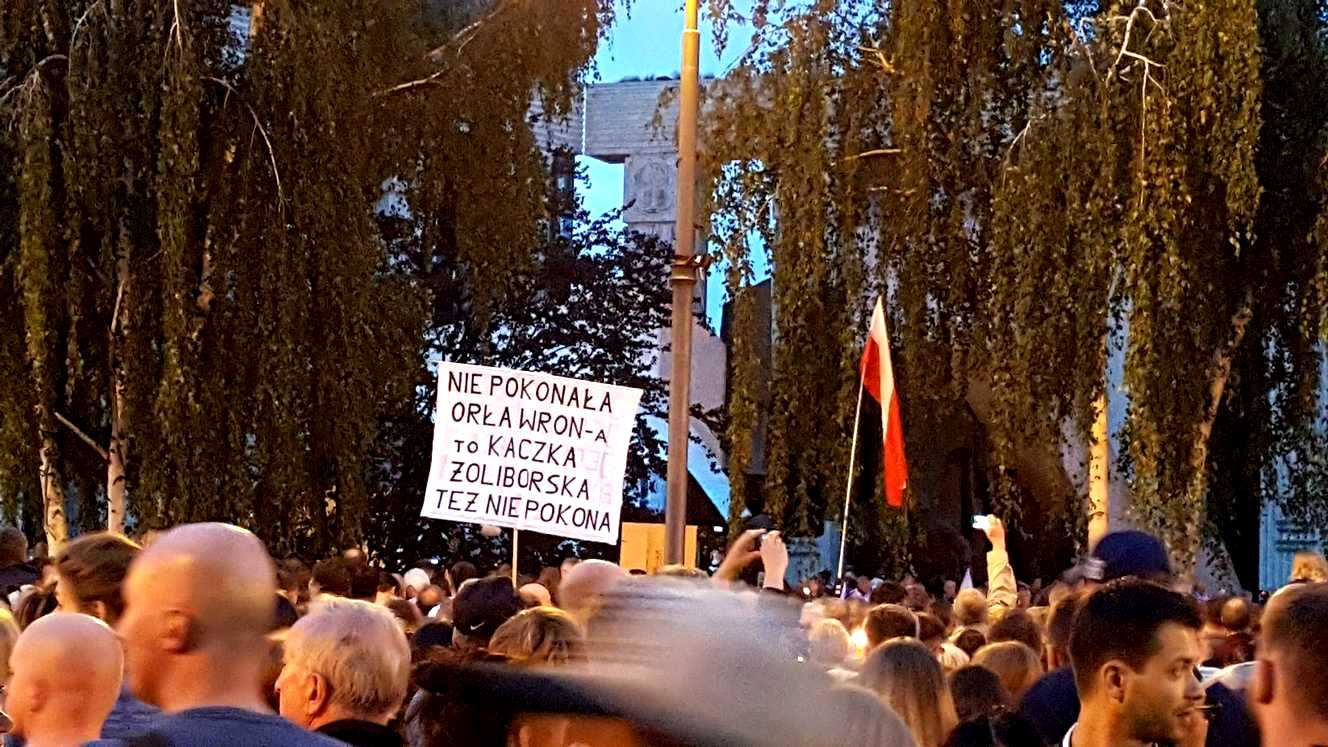 NIE POKONAŁA
ORŁA WRON-A
TO KACZKA
ŻOLIBORSKA
TEŻ NIE POKONA